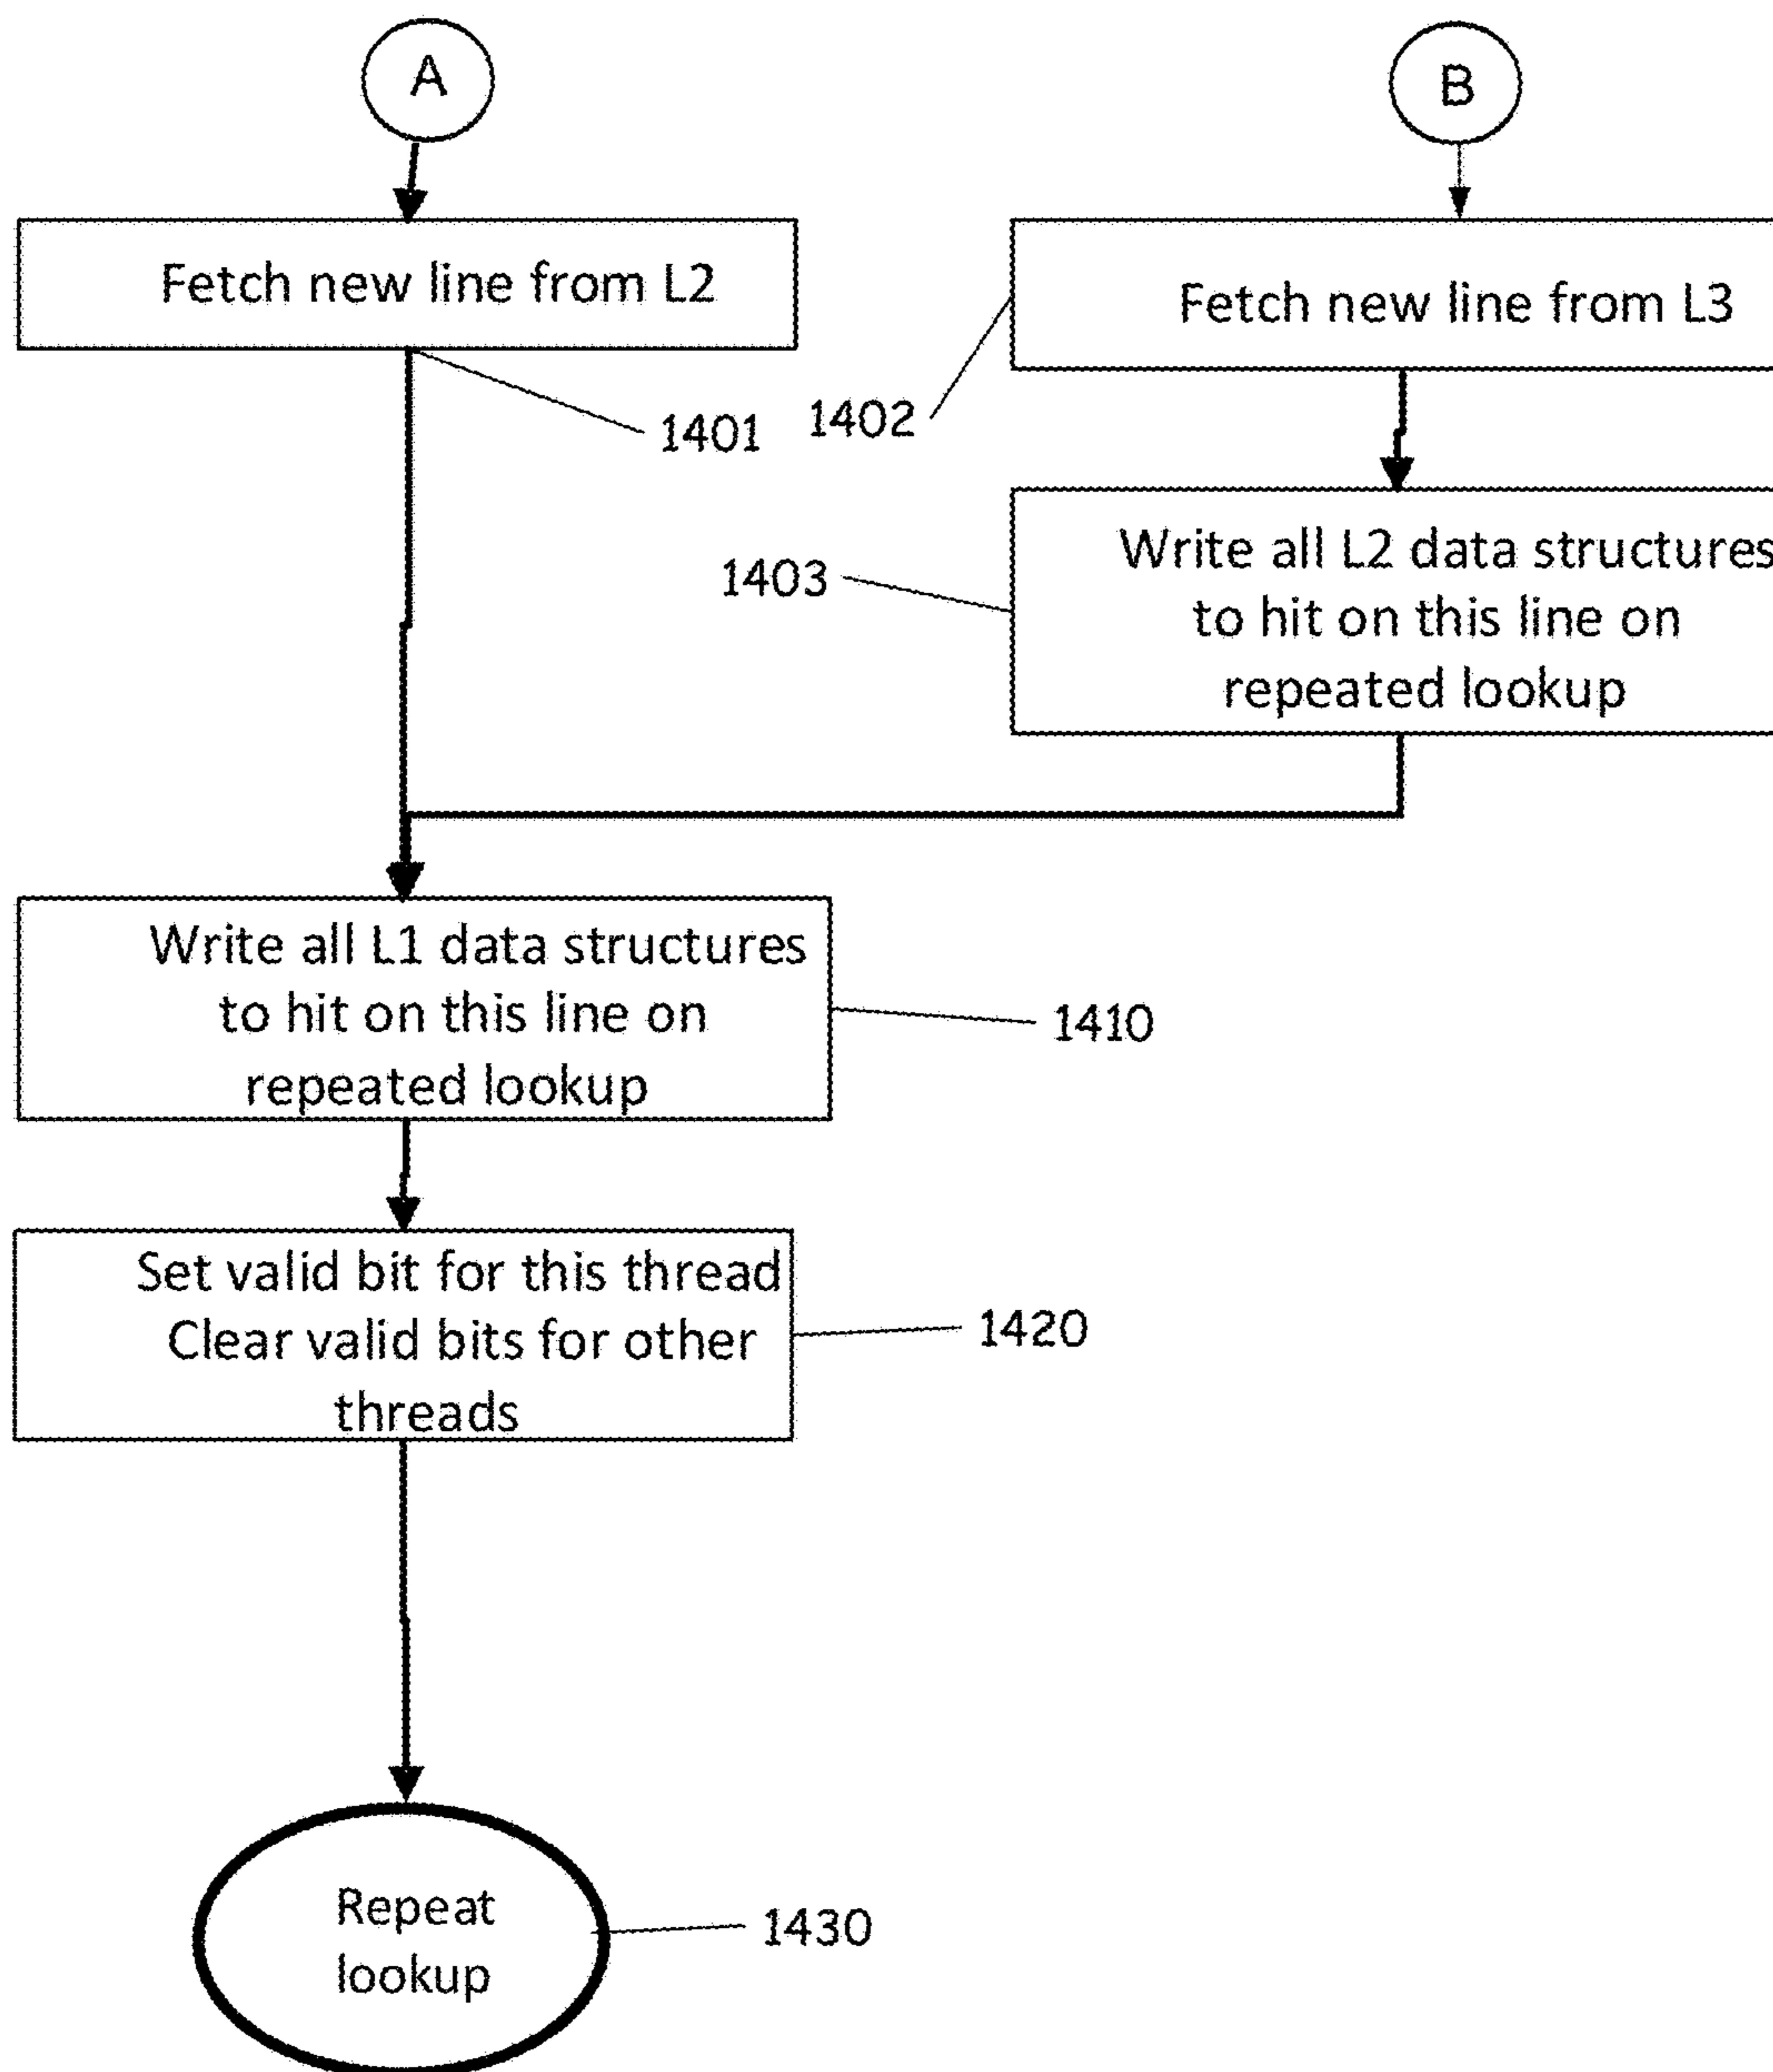 A
B
Fetch new line from L2
Fetch new line from L3
1401
1402
Write all L2 data structures
to hit on this line on
repeated lookup
1403
Write all L1 data structures
to hit on this line on
repeated lookup
1410
Set valid bit for this thread
Clear valid bits for other
threads
1420
Repeat
lookup
1430